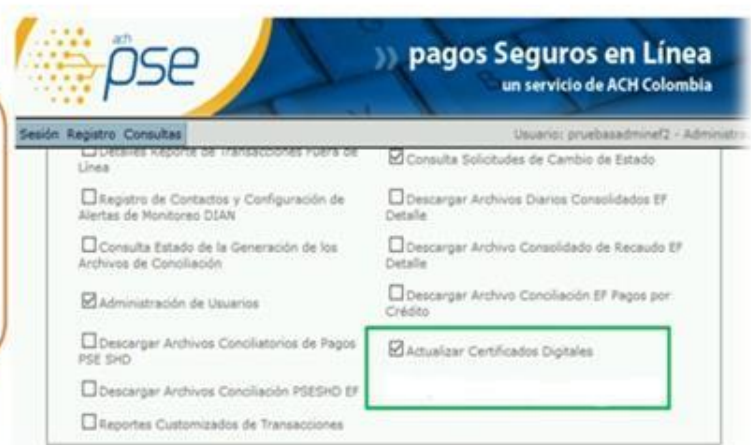 ach
pse
pagos Seguros en Línea
un servicio de ACH Colombia
Sesión Registro Consultas
Usuario: pruebasadminef2 - Administro
Detalles Reporte de Transacciones Fuera de
Línea
Registro de Contactos y Configuración de
Alertas de Monitoreo DIAN
Consulta Estado de la Generación de los
Archivos de Conciliación
Administración de Usuarios
Descargar Archivos Conciliatorios de Pagos
PSE SHD
Descargar Archivos Conciliación PSESHD EF
Reportes Customizados de Transacciones
Consulta Solicitudes de Cambio de Estado
Descargar Archivos Diarios Consolidados EF
Detalle
Descargar Archivo Consolidado de Recaudo EF
Detalle
Descargar Archivo Conciliación EF Pagos por
Crédito
Actualizar Certificados Digitales